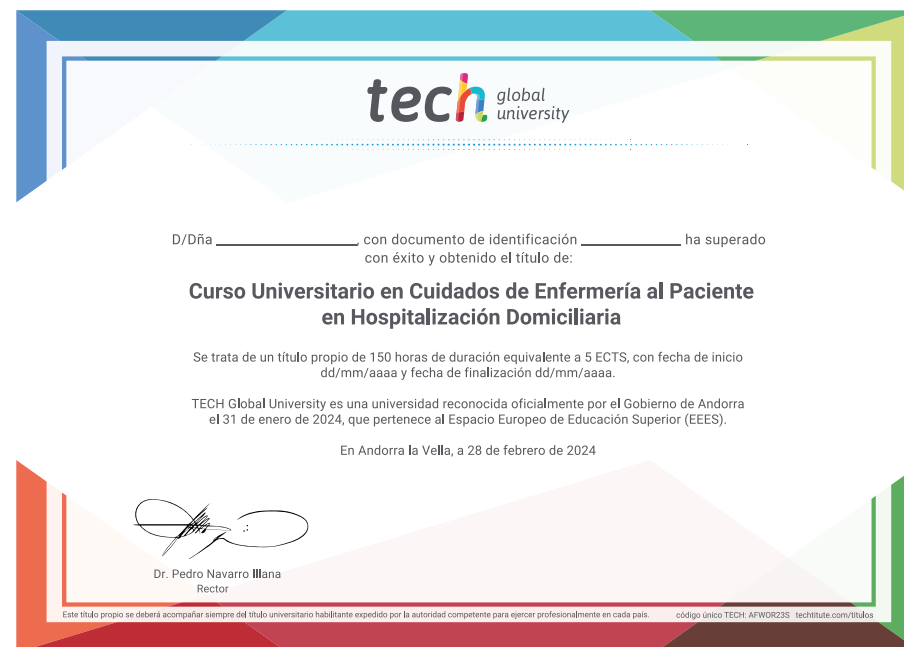 tech global university
D/Dña ________________, con documento de identificación ____________ ha superado
con éxito y obtenido el título de:
Curso Universitario en Cuidados de Enfermería al Paciente
en Hospitalización Domiciliaria
Se trata de un título propio de 150 horas de duración equivalente a 5 ECTS, con fecha de inicio
dd/mm/aaaa y fecha de finalización dd/mm/aaaa.
TECH Global University es una universidad reconocida oficialmente por el Gobierno de Andorra
el 31 de enero de 2024, que pertenece al Espacio Europeo de Educación Superior (EEES).
En Andorra la Vella, a 28 de febrero de 2024
Dr. Pedro Navarro Illana
Rector
Este título propio se deberá acompañar siempre del título universitario habilitante expedido por la autoridad competente para ejercer profesionalmente en cada país. código único TECH: AFWOR23S techtitute.com/titulos